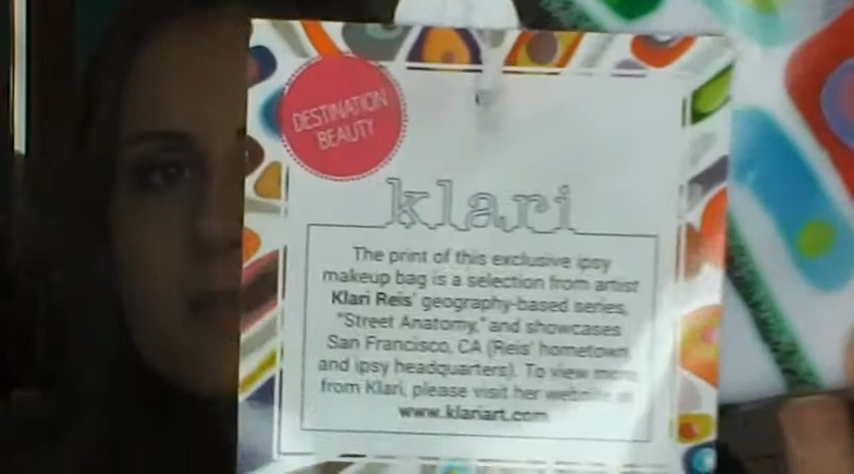 DESTINATION
BEAUTY
klari
The print of this exclusive ipsy
makeup bag is a selection from artist
Klari Reis' geography-based series,
"Street Anatomy," and showcases
San Francisco, CA (Reis' hometown
and ipsy headquarters). To view more
from Klari, please visit her website at
www.klariart.com